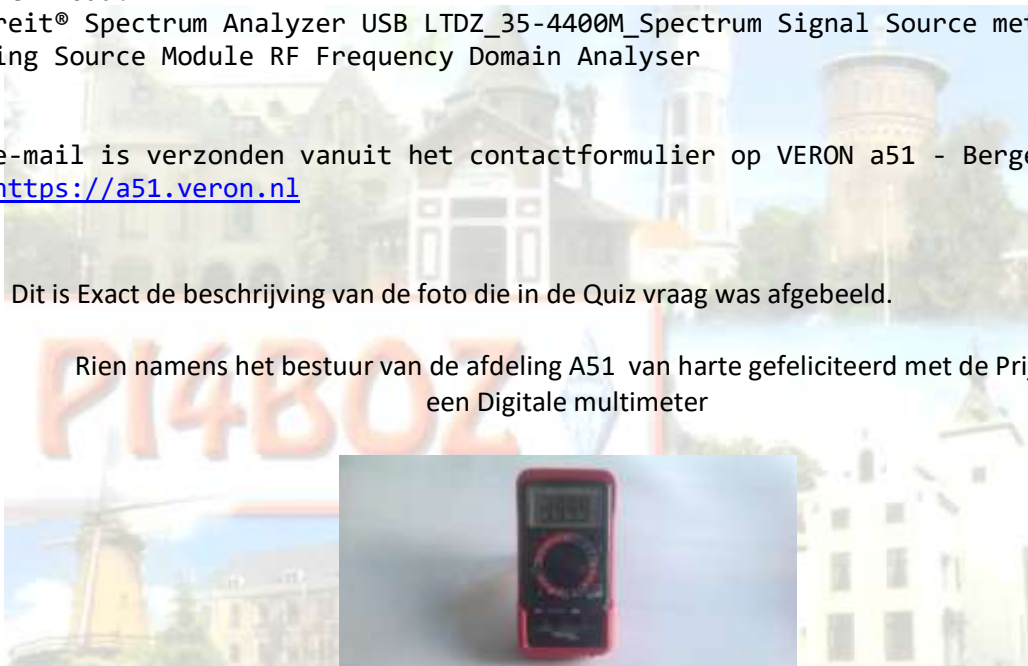 reit® Spectrum Analyzer USB LTDZ_35-4400M_Spectrum Signal Source me
ing Source Module RF Frequency Domain Analyser
e-mail is verzonden vanuit het contactformulier op VERON a51 - Berge
https://a51.veron.nl
Dit is Exact de beschrijving van de foto die in de Quiz vraag was afgebeeld.
Rien namens het bestuur van de afdeling A51 van harte gefeliciteerd met de Prij
een Digitale multimeter
PI4BOZ